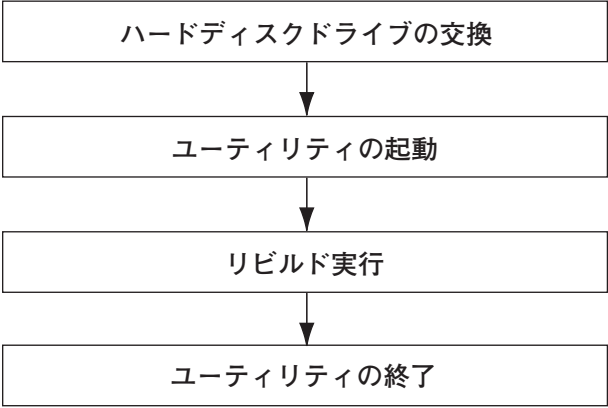 ハードディスクドライブの交換
ユーティリティの起動
リビルド実行
ユーティリティの終了